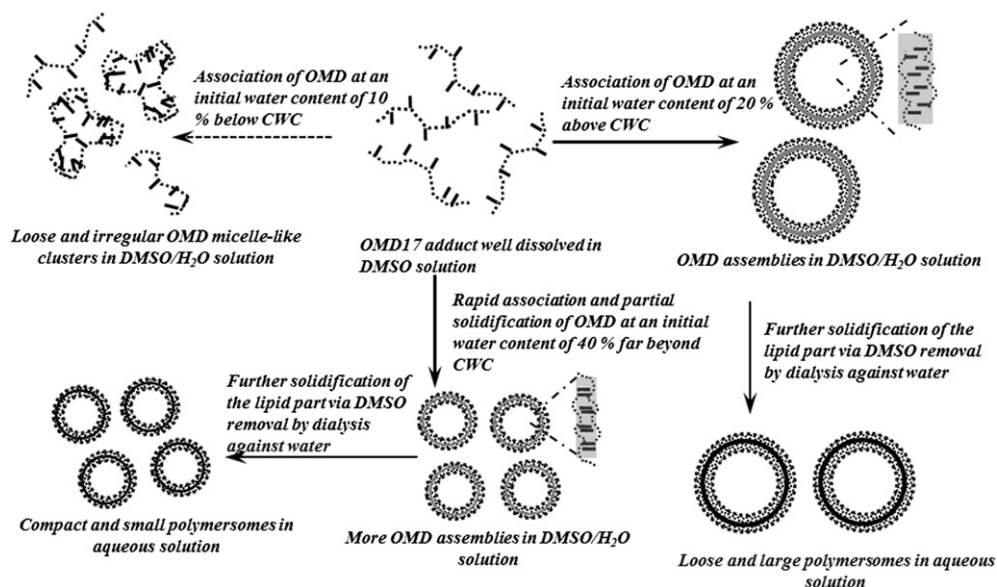 Association of OMD at an
initial water content of 10
% below CWC)
Association of OMD at an
initial water content of 20 %
above CWC
Loose and irregular OMD micelle-like
clusters in DMSO/H₂O solution
OMD17 adduct well dissolved in
DMSO solution
OMD assemblies in DMSO/H₂O solution
Rapid association and partial
solidification of OMD at an initial
water content of 40 % far beyond
CWC
Further solidification of the
lipid part via DMSO removal
by dialysis against water
Further solidification of
the lipid part via DMSO
removal by dialysis
against water
Compact and small polymersomes in
aqueous solution
More OMD assemblies in DMSO/H₂O
solution
Loose and large polymersomes in aqueous
solution